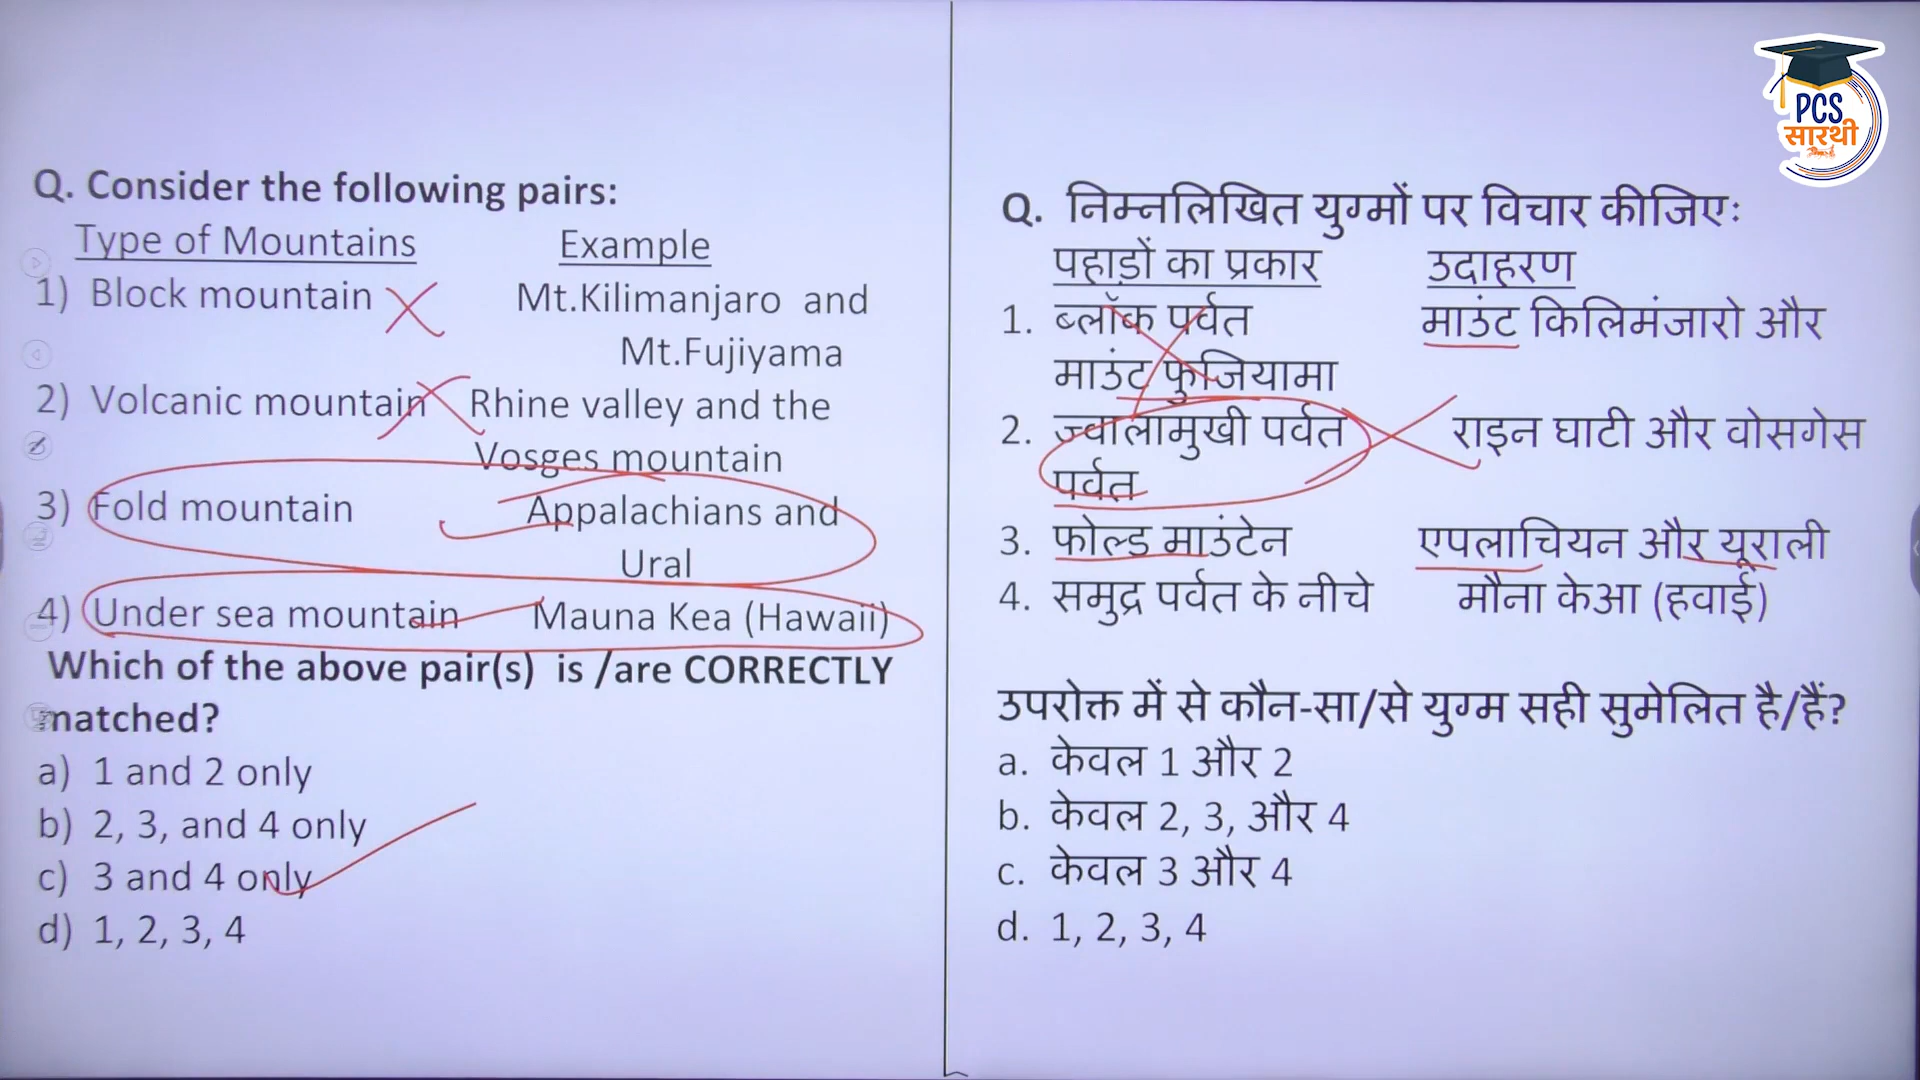 PCS
सारथी
Q. Consider the following pairs:
Type of Mountains Example
1) Block mountain Mt.Kilimanjaro and
Mt.Fujiyama
2) Volcanic mountain Rhine valley and the
Vosges mountain
3) Fold mountain Appalachians and
Ural
4) Under sea mountain Mauna Kea (Hawaii)
Which of the above pair(s) is /are CORRECTLY
matched?
a) 1 and 2 only
b) 2, 3, and 4 only
c) 3 and 4 only
d) 1, 2, 3, 4
Q. निम्नलिखित युग्मों पर विचार कीजिए:
पहाड़ों का प्रकार उदाहरण
1. ब्लॉक पर्वत माउंट किलिमंजारो और
माउंट फुजियामा
2. ज्वालामुखी पर्वत राइन घाटी और वोसगेस
पर्वत
3. फोल्ड माउंटेन एपलाचियन और यूराली
4. समुद्र पर्वत के नीचे मौना केआ (हवाई)
उपरोक्त में से कौन-सा/से युग्म सही सुमेलित है/हैं?
a. केवल 1 और 2
b. केवल 2, 3, और 4
c. केवल 3 और 4
d. 1, 2, 3, 4